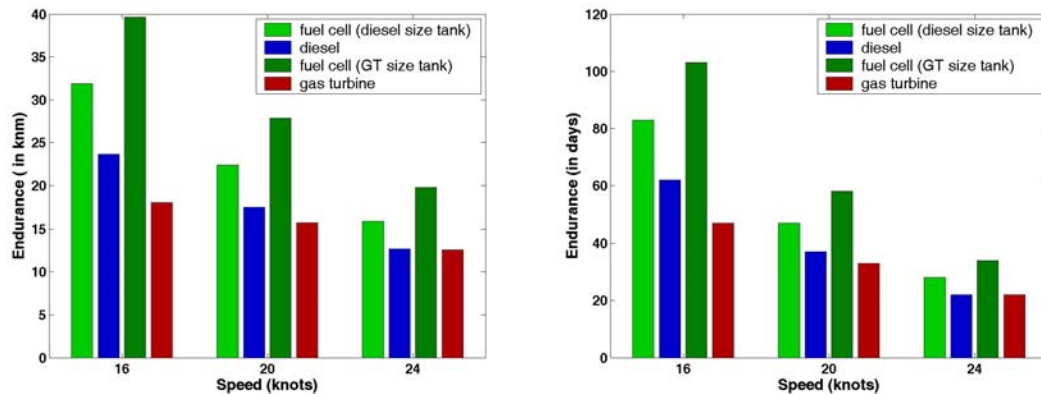 40
35
30
25
20
15
10
5
0
Endurance ( in knm)
fuel cell (diesel size tank)
diesel
fuel cell (GT size tank)
gas turbine
16
20
24
Speed (knots)
120
100
80
60
40
20
0
Endurance (in days)
fuel cell (diesel size tank)
diesel
fuel cell (GT size tank)
gas turbine
16
20
24
Speed (knots)